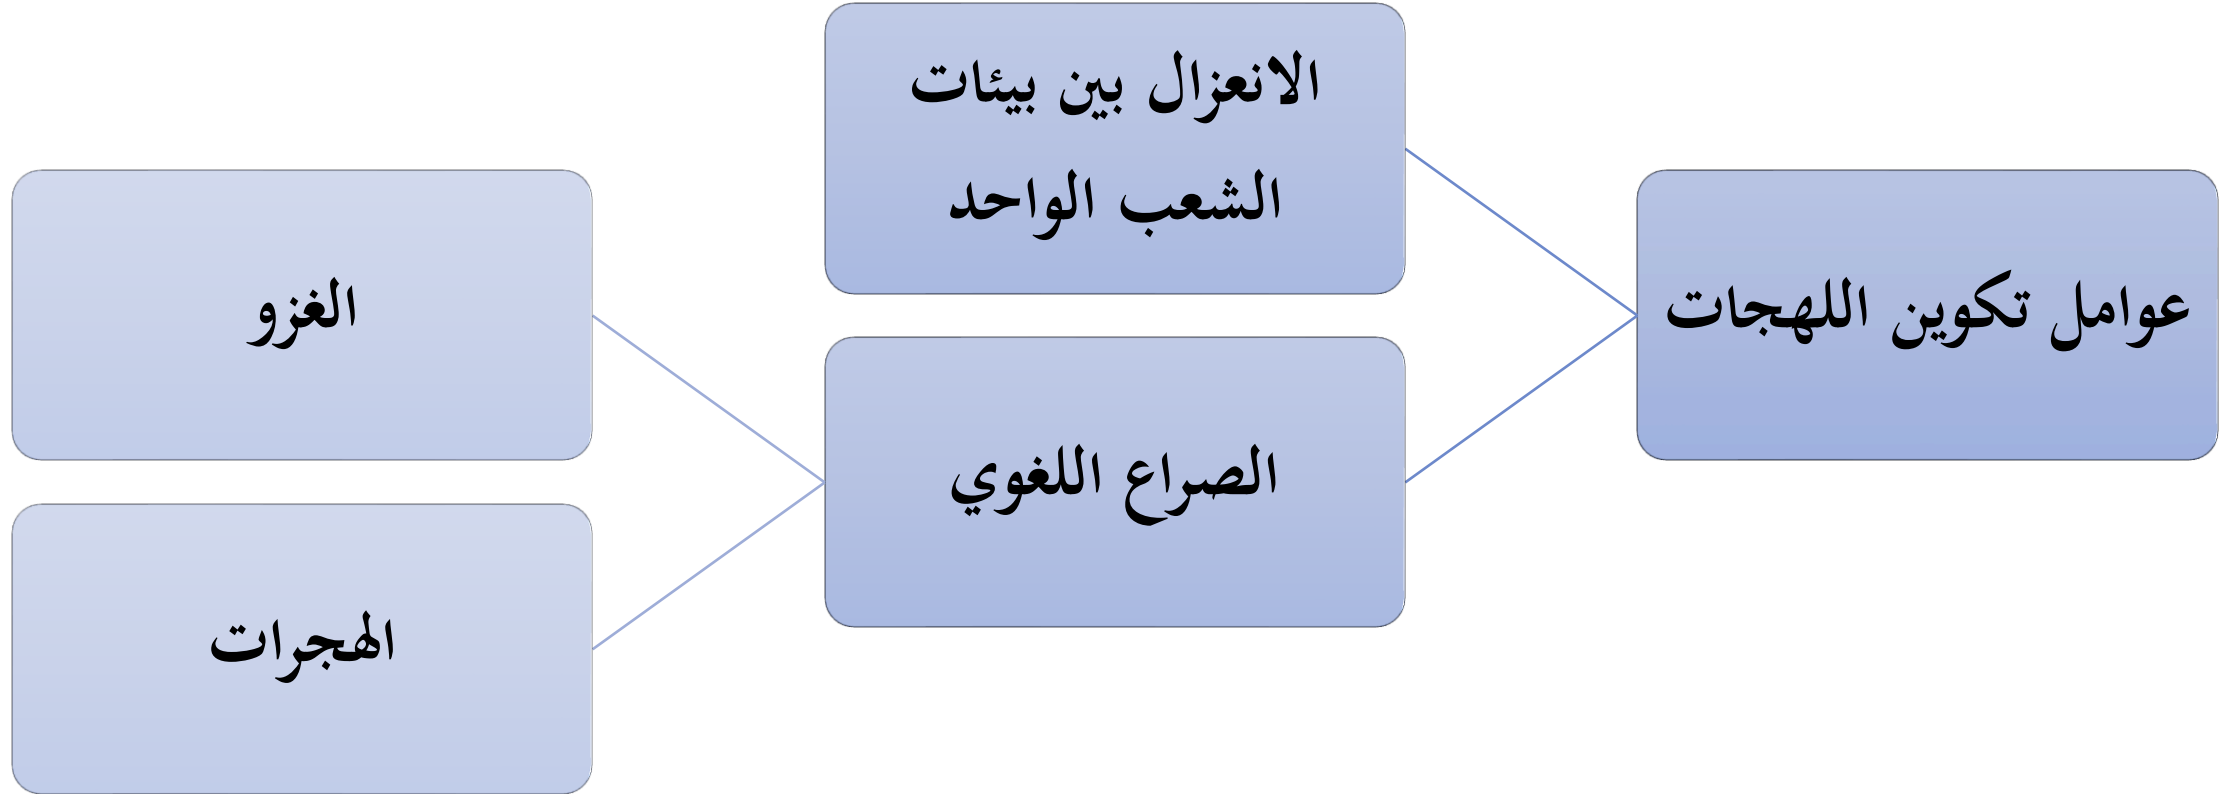 عوامل تكوين اللهجات
الانعزال بين بيئات
الشعب الواحد
الصراع اللغوي
الغزو
الهجرات